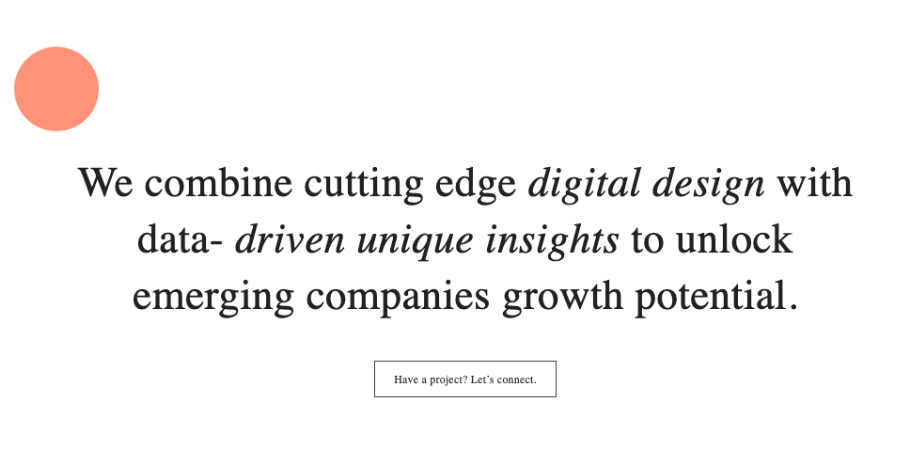 We combine cutting edge digital design with
data- driven unique insights to unlock
emerging companies growth potential.
Have a project? Let's connect.